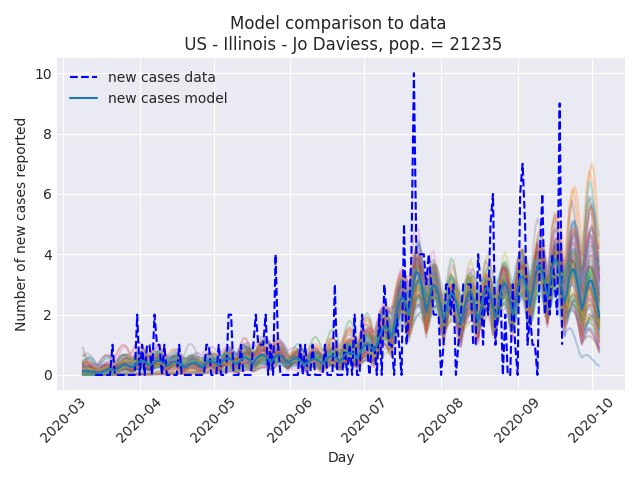 Model comparison to data
US - Illinois - Jo Daviess, pop. = 21235
new cases data
new cases model
Number of new cases reported
10
8
6
4
2
0
2020-03
2020-04
2020-05
2020-06
2020-07
2020-08
2020-09
2020-10
Day